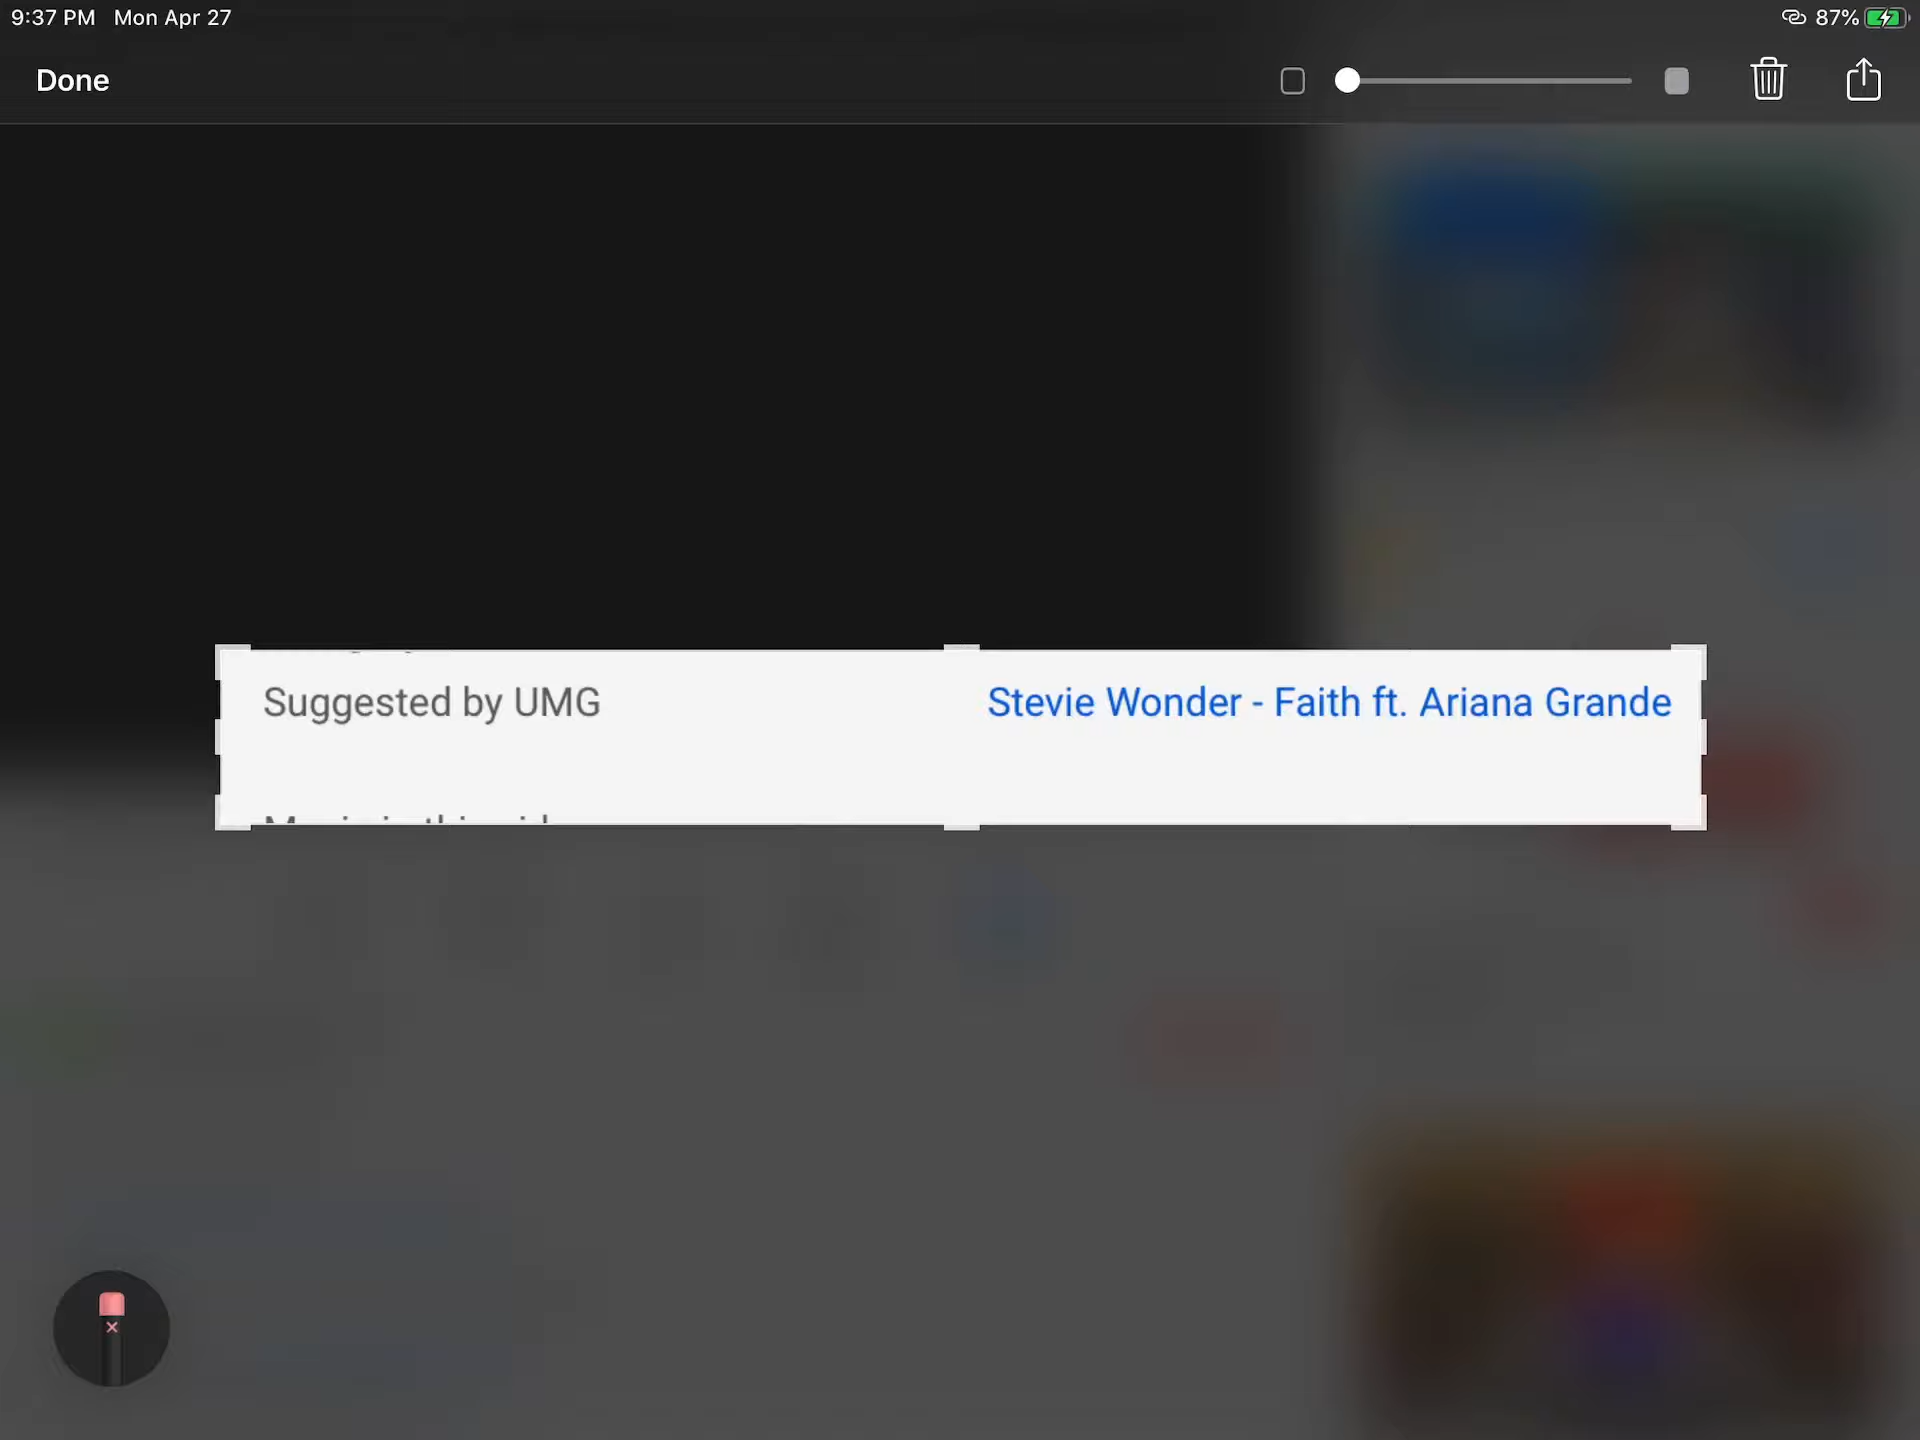 9:37 PM Mon Apr 27
87%
Done
Suggested by UMG
Stevie Wonder - Faith ft. Ariana Grande